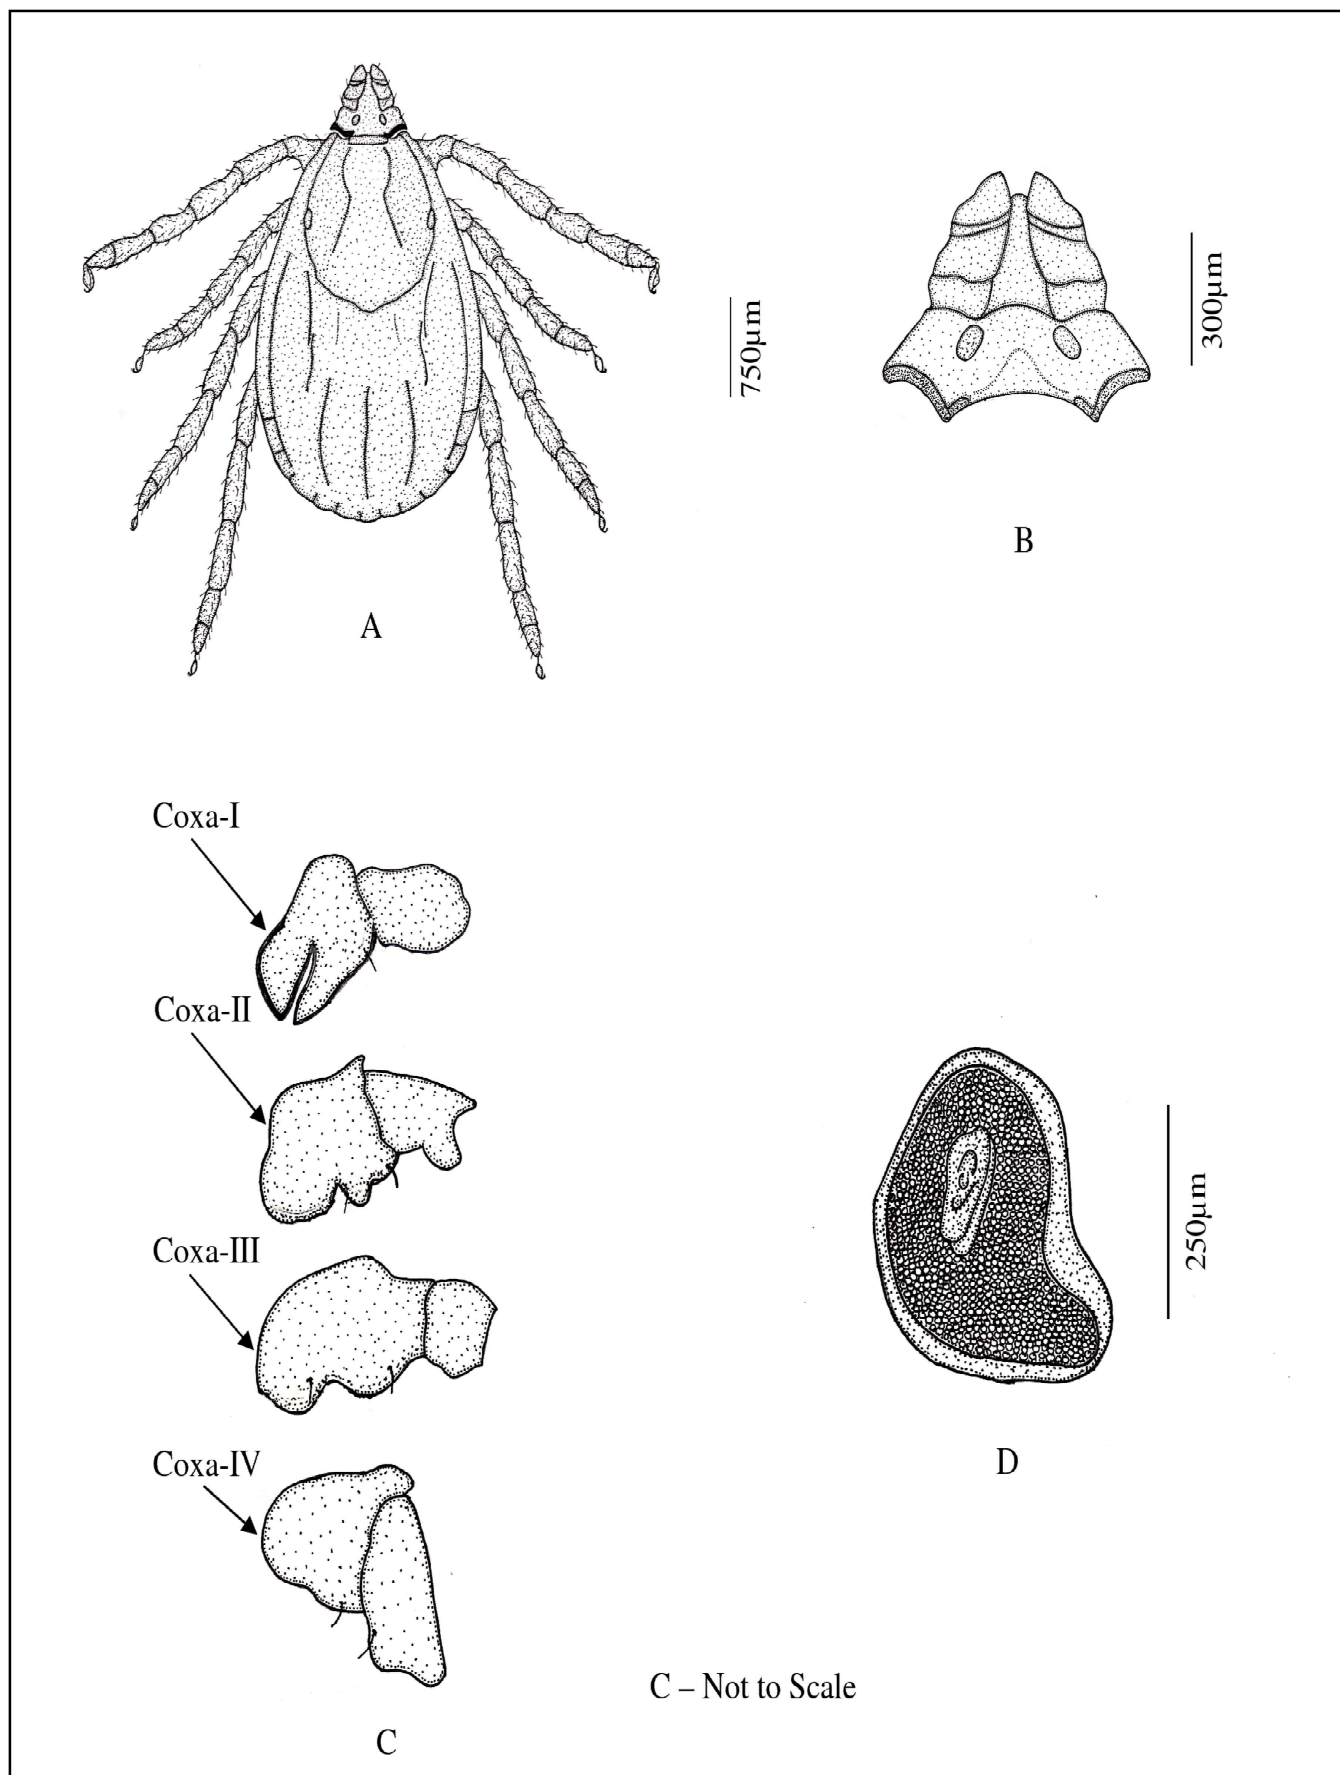 750µm
300µm
A
B
Coxa-I
Coxa-II
Coxa-III
Coxa-IV
250µm
D
C – Not to Scale
C